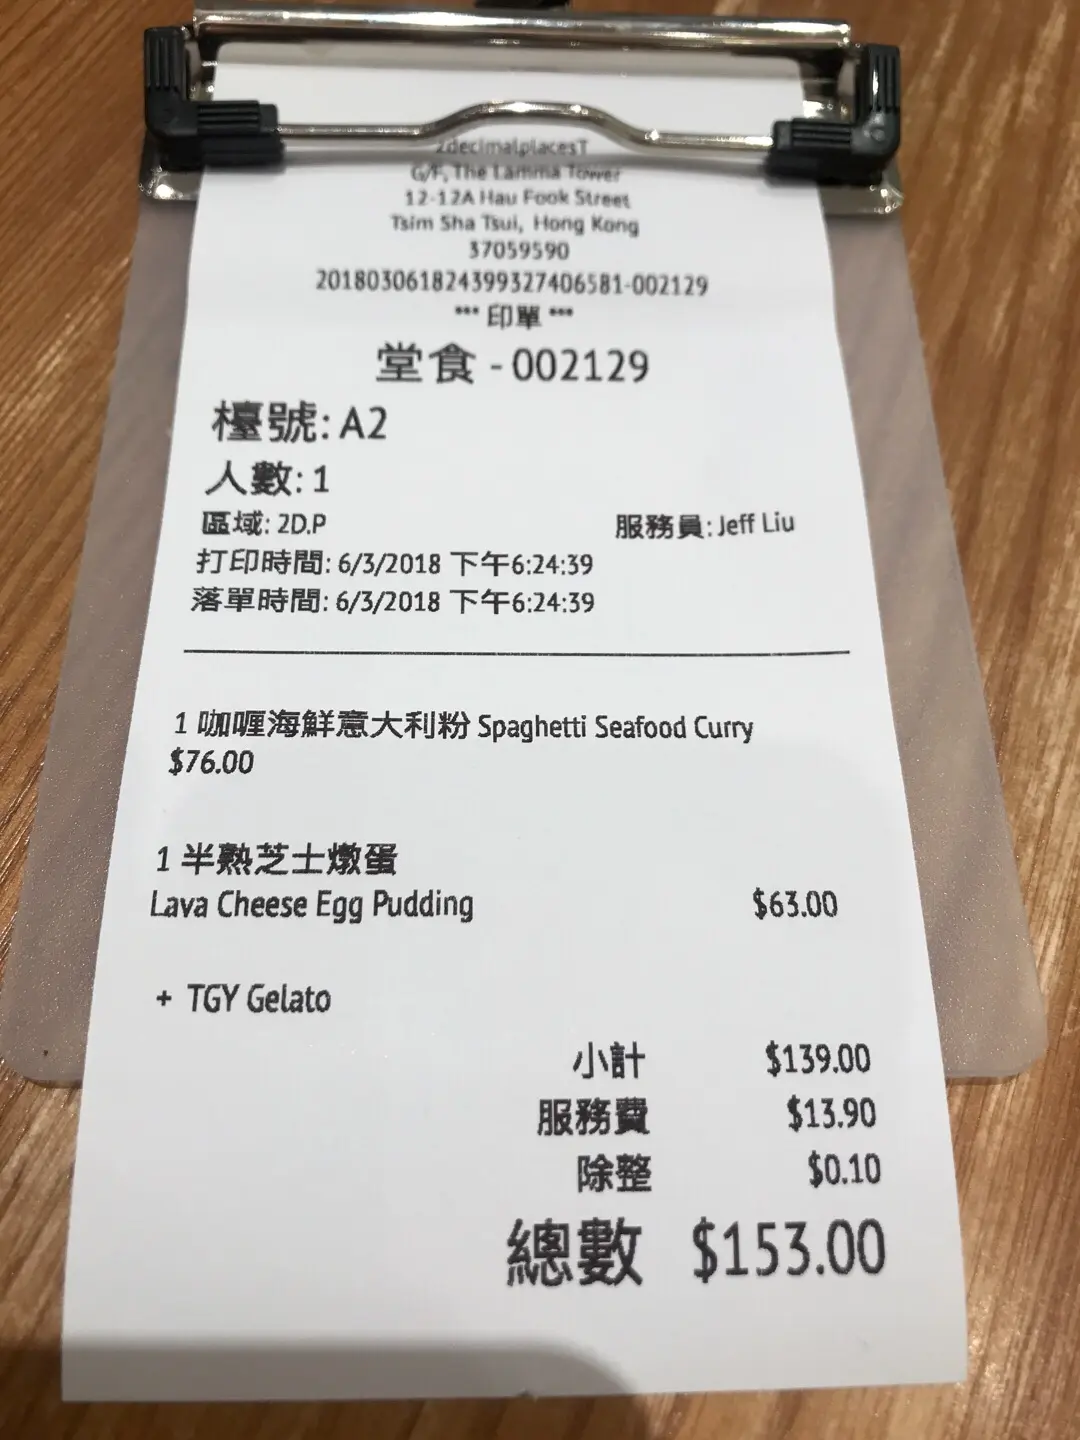 2decimalplacesT
G/F, The Lamma Tower
12-12A Hau Fook Street
Tsim Sha Tsui, Hong Kong
37059590
201803061824399327406581-002129
*** 印單 ***
堂食 - 002129
檯號: A2
人數: 1
區域: 2D.P 服務員: Jeff Liu
打印時間: 6/3/2018 下午6:24:39
落單時間: 6/3/2018 下午6:24:39
1 咖喱海鮮意大利粉 Spaghetti Seafood Curry
$76.00
1 半熟芝士燉蛋
Lava Cheese Egg Pudding $63.00
+ TGY Gelato
小計 $139.00
服務費 $13.90
除整 $0.10
總數 $153.00